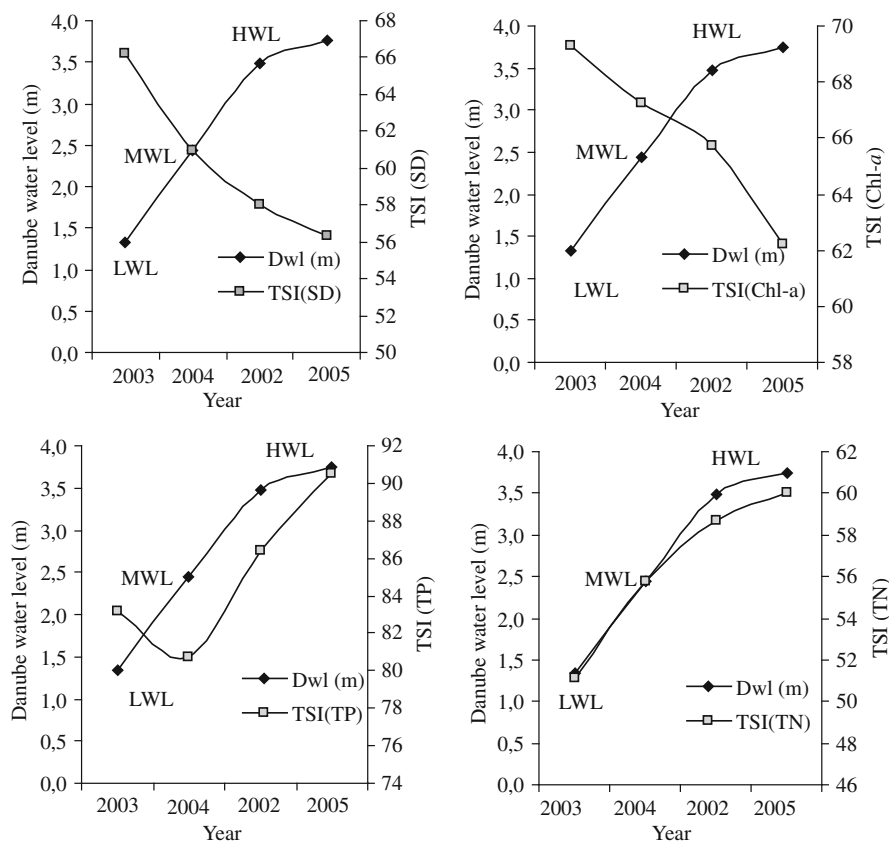 Danube water level (m)
4,0
3,5
3,0
2,5
2,0
1,5
1,0
0,5
0,0
HWL
MWL
LWL
Dwl (m)
TSI(SD)
68
66
64
62
60
58
56
54
52
50
TSI (SD)
2003 2004 2002 2005
Year
Danube water level (m)
4,0
3,5
3,0
2,5
2,0
1,5
1,0
0,5
0,0
HWL
MWL
Dwl (m)
LWL
TSI(Chl-a)
70
68
66
64
62
60
58
TSI (Chl-a)
2003 2004 2002 2005
Year
Danube water level (m)
4,0
3,5
3,0
2,5
2,0
1,5
1,0
0,5
0,0
HWL
MWL
LWL
Dwl (m)
TSI(TP)
92
90
88
86
84
83
82
80
78
76
74
TSI (TP)
2003 2004 2002 2005
Year
Danube water level (m)
4,0
3,5
3,0
2,5
2,0
1,5
1,0
0,5
0,0
HWL
MWL
LWL
Dwl (m)
TSI(TN)
62
60
58
56
53
51
48
46
TSI (TN)
2003 2004 2002 2005
Year